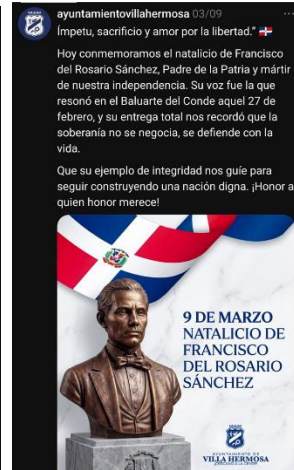 ayuntamientovillahermosa 03/09
Ímpetu, sacrificio y amor por la libertad." 🇩🇴
Hoy conmemoramos el natalicio de Francisco
del Rosario Sánchez, Padre de la Patria y mártir
de nuestra independencia. Su voz fue la que
resonó en el Baluarte del Conde aquel 27 de
febrero, y su entrega total nos recordó que la
soberanía no se negocia, se defiende con la
vida.
Que su ejemplo de integridad nos guíe para
seguir construyendo una nación digna. ¡Honor a
quien honor merece!
9 DE MARZO
NATALICIO DE
FRANCISCO
DEL ROSARIO
SÁNCHEZ
AYUNTAMIENTO DE
VILLA HERMOSA